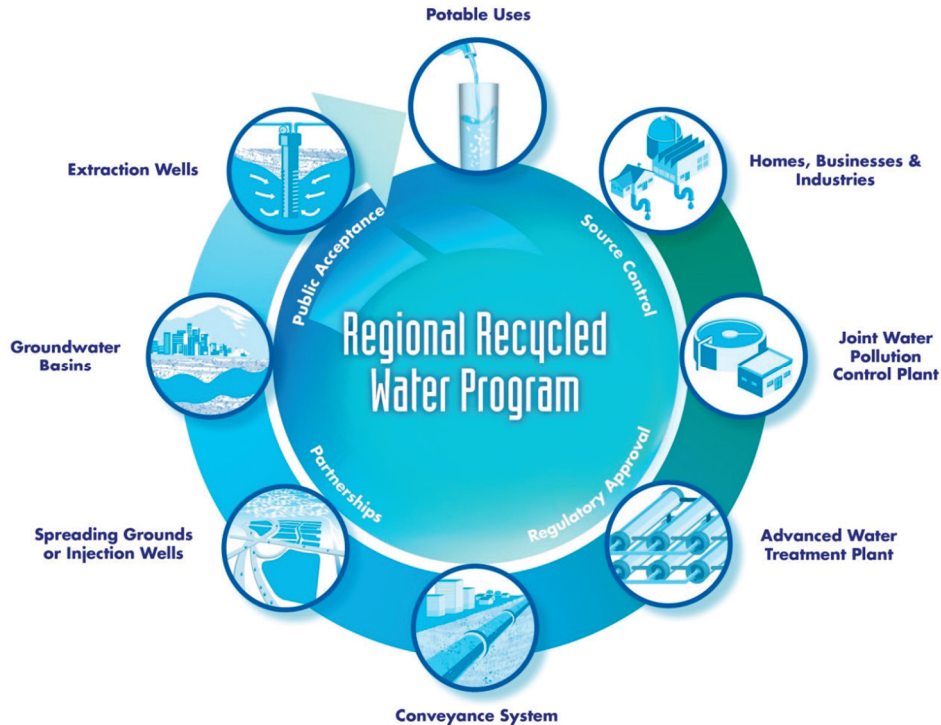 Potable Uses
Homes, Businesses &
Industries
Joint Water
Pollution
Control Plant
Advanced Water
Treatment Plant
Conveyance System
Spreading Grounds
or Injection Wells
Groundwater
Basins
Extraction Wells
Public Acceptance
Source Control
Regulatory Approval
Partnerships
Regional Recycled
Water Program